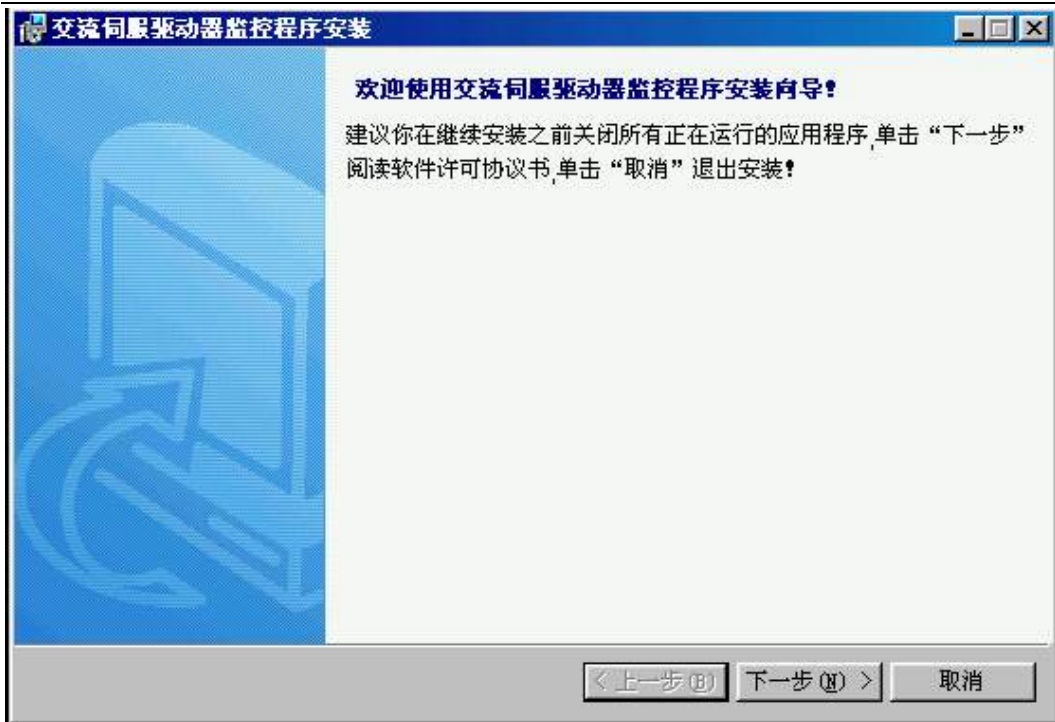 交流伺服驱动器监控程序安装
欢迎使用交流伺服驱动器监控程序安装向导!
建议你在继续安装之前关闭所有正在运行的应用程序,单击“下一步”
阅读软件许可协议书,单击“取消”退出安装!
< 上一步(B)
下一步(N) >
取消